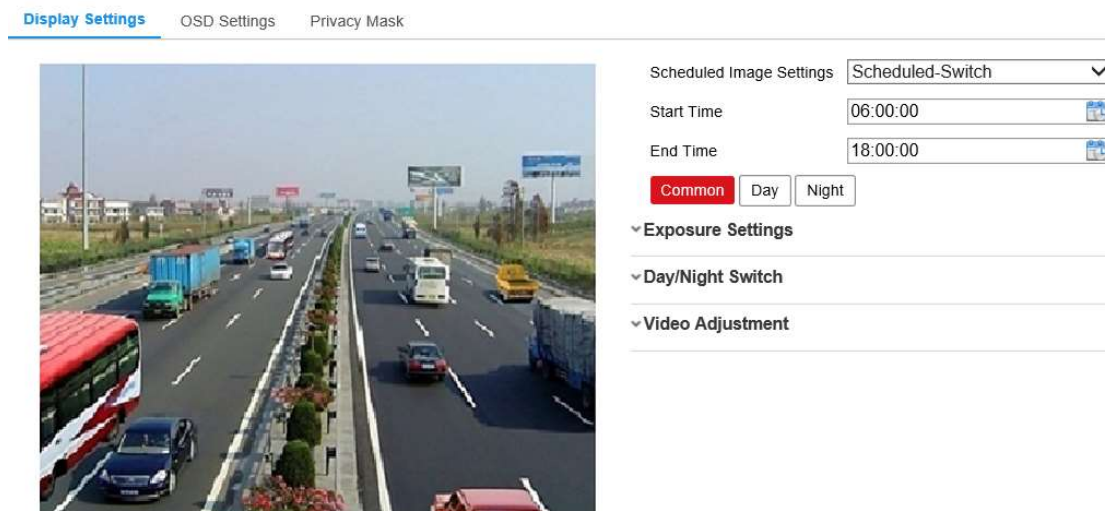 Display Settings OSD Settings Privacy Mask
Scheduled Image Settings Scheduled-Switch
Start Time 06:00:00
End Time 18:00:00
Common Day Night
Exposure Settings
Day/Night Switch
Video Adjustment